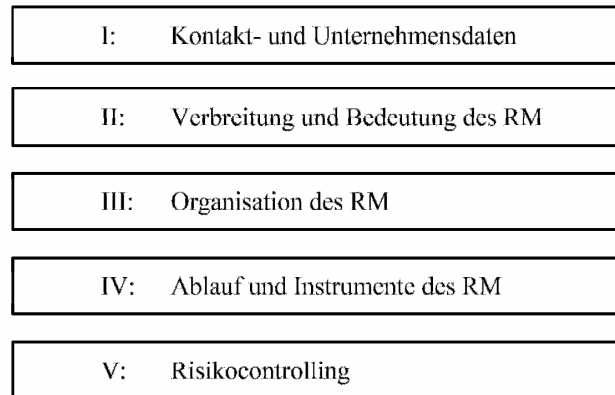 I: Kontakt- und Unternehmensdaten
II: Verbreitung und Bedeutung des RM
III: Organisation des RM
IV: Ablauf und Instrumente des RM
V: Risikocontrolling